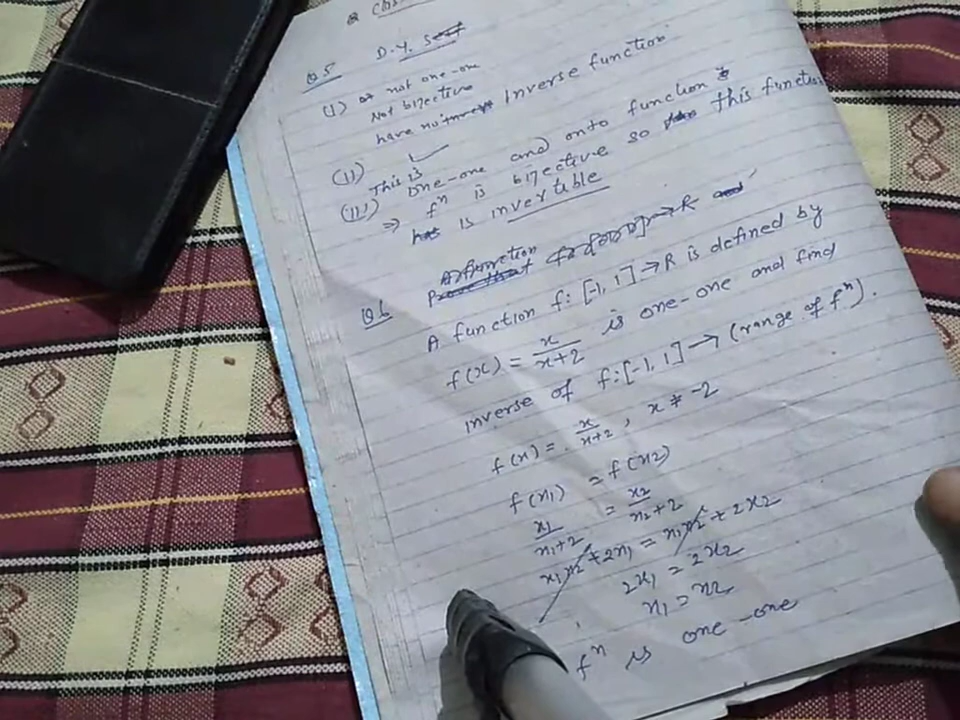 Q5 D.Y. Self
(I) not one-one
Not bijective
have no Inverse function
(II) ✓
(III) This is one-one and onto function
⇒ fⁿ is bijective so this function
is invertible
Q6 A function f: [-1, 1] → R is defined by
f(x) = x/(x+2) is one-one and find
inverse of f: [-1, 1] → (range of fⁿ).
f(x) = x/(x+2), x ≠ -2
f(x1) = f(x2)
x1/(x1+2) = x2/(x2+2)
x1x2 + 2x1 = x1x2 + 2x2
2x1 = 2x2
x1 = x2
fⁿ is one-one